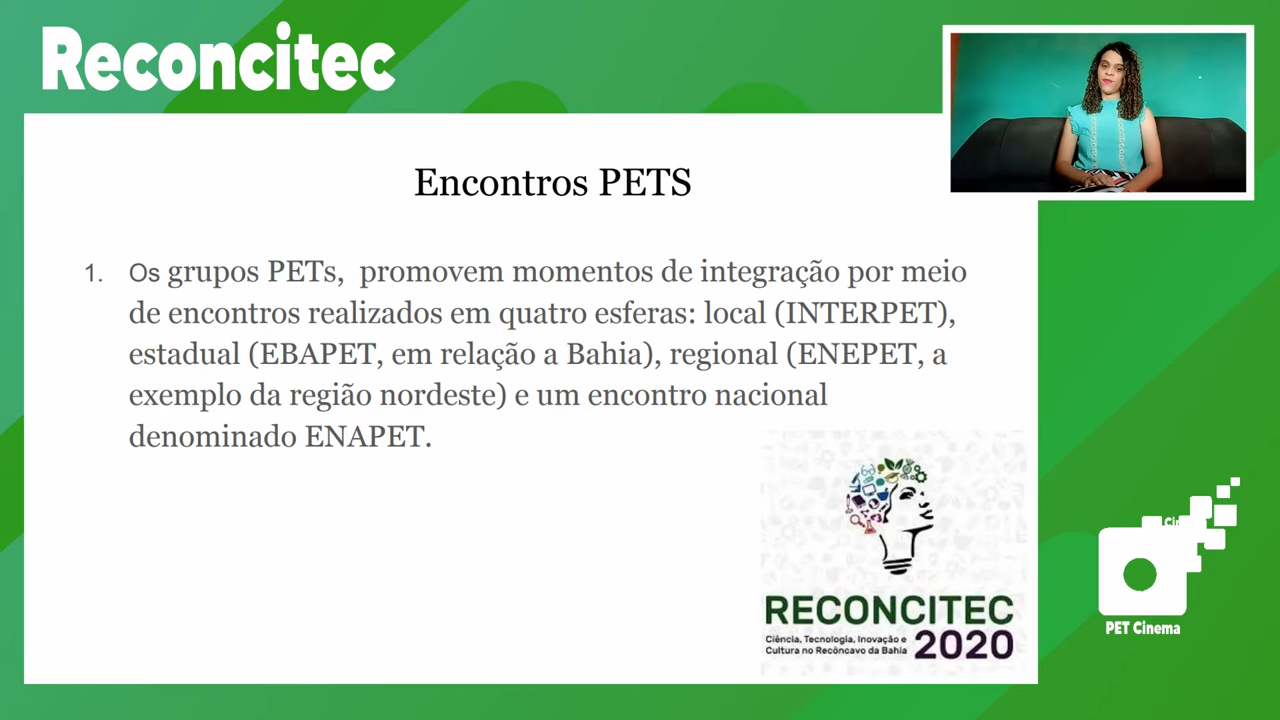 Reconcitec
Encontros PETS
1. Os grupos PETs, promovem momentos de integração por meio
de encontros realizados em quatro esferas: local (INTERPET),
estadual (EBAPET, em relação a Bahia), regional (ENEPET, a
exemplo da região nordeste) e um encontro nacional
denominado ENAPET.
RECONCITEC
Ciência, Tecnologia, Inovação e
Cultura no Recôncavo da Bahia
2020
PET Cinema